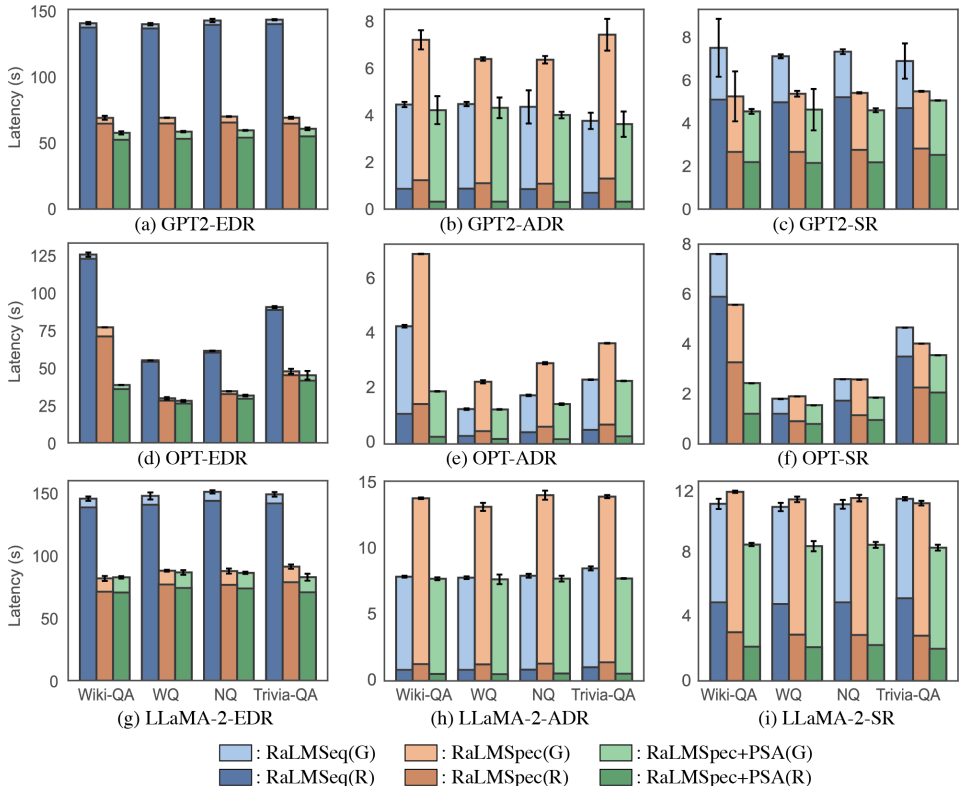 Latency (s)
150
100
50
0
8
6
4
2
0
8
6
4
2
0
(a) GPT2-EDR
(b) GPT2-ADR
(c) GPT2-SR
Latency (s)
125
100
75
50
25
0
6
4
2
0
8
6
4
2
0
(d) OPT-EDR
(e) OPT-ADR
(f) OPT-SR
Latency (s)
150
100
50
0
15
10
5
0
12
8
4
0
Wiki-QA WQ NQ Trivia-QA
Wiki-QA WQ NQ Trivia-QA
Wiki-QA WQ NQ Trivia-QA
(g) LLaMA-2-EDR
(h) LLaMA-2-ADR
(i) LLaMA-2-SR
: RaLMSeq(G) : RaLMSpec(G) : RaLMSpec+PSA(G)
: RaLMSeq(R) : RaLMSpec(R) : RaLMSpec+PSA(R)